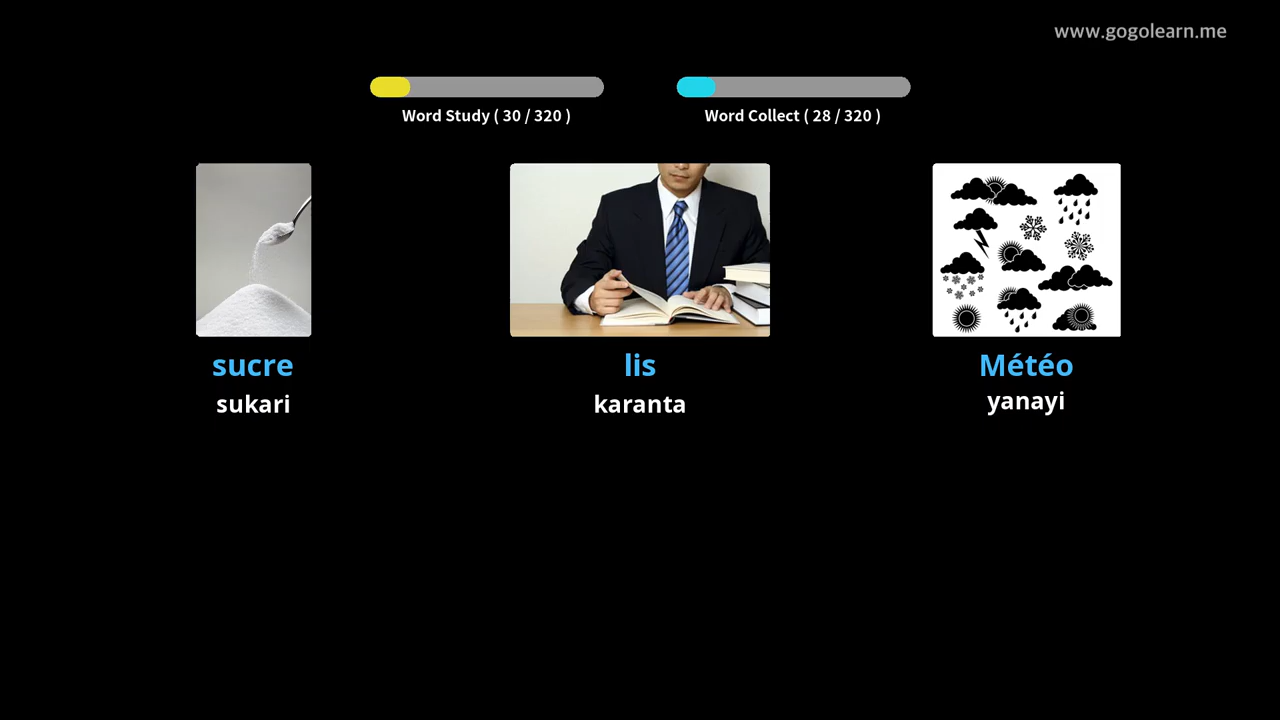 www.gogolearn.me
Word Study ( 30 / 320 )
Word Collect ( 28 / 320 )
sucre
sukari
lis
karanta
Météo
yanayi